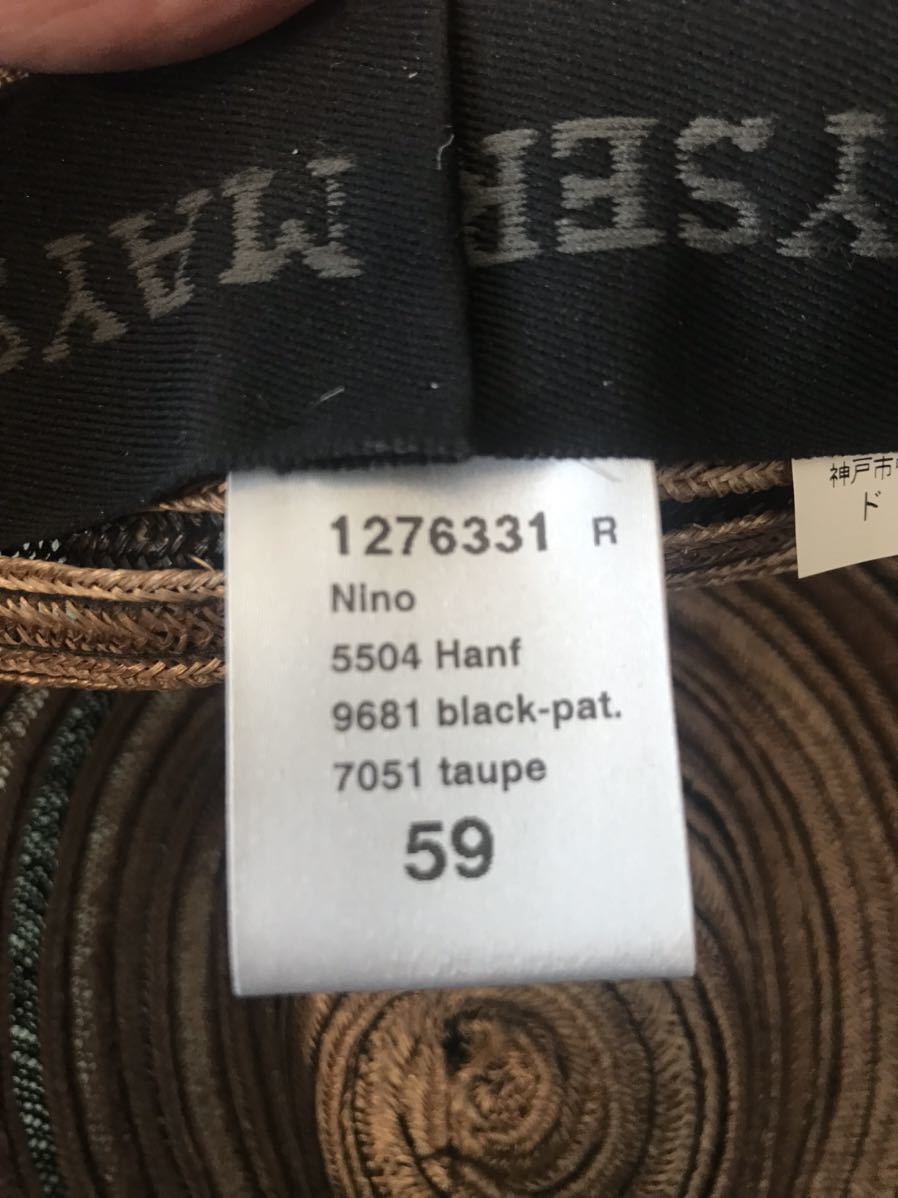 MAYSER
1276331 R
Nino
5504 Hanf
9681 black-pat.
7051 taupe
59
神戸市
ド